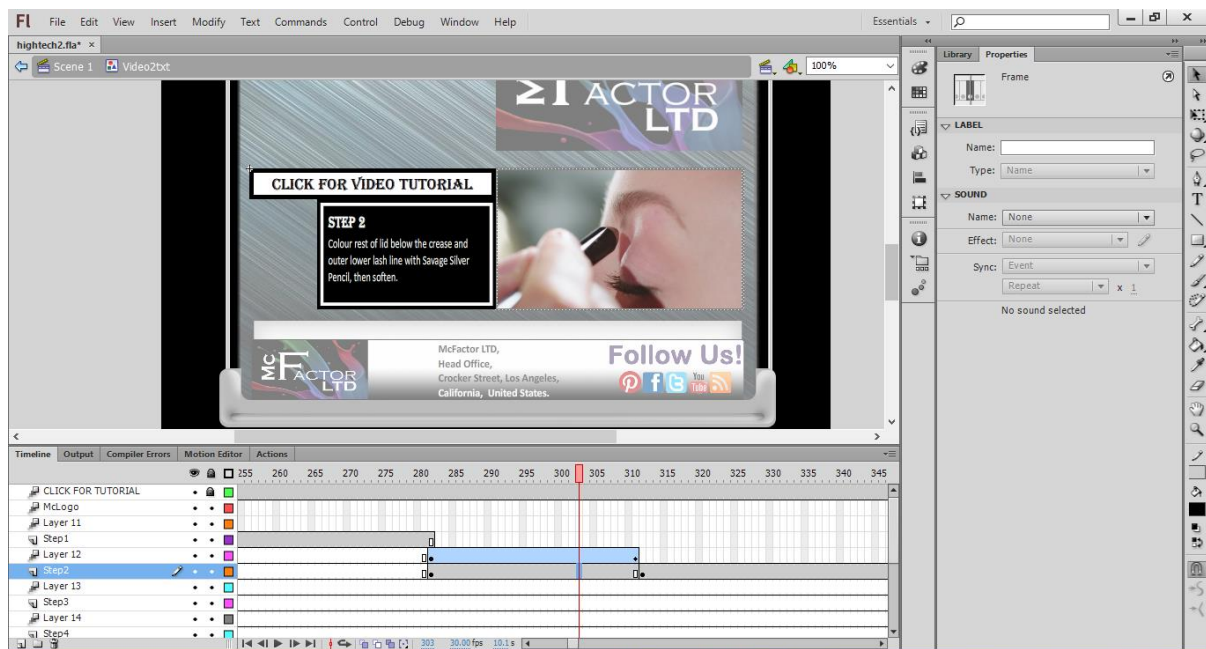 Fl File Edit View Insert Modify Text Commands Control Debug Window Help Essentials
hightech2.fla* ×
Scene 1 Video2txt 100%
ACTOR
LTD
CLICK FOR VIDEO TUTORIAL
STEP 2
Colour rest of lid below the crease and
outer lower lash line with Savage Silver
Pencil, then soften.
MC FACTOR
LTD
McFactor LTD,
Head Office,
Crocker Street, Los Angeles,
California, United States.
Follow Us!
You
Tube
Library Properties
Frame
LABEL
Name:
Type: Name
SOUND
Name: None
Effect: None
Sync: Event
Repeat x 1
No sound selected
Timeline Output Compiler Errors Motion Editor Actions
255 260 265 270 275 280 285 290 295 300 305 310 315 320 325 330 335 340 345
CLICK FOR TUTORIAL
McLogo
Layer 11
Step1
Layer 12
Step2
Layer 13
Step3
Layer 14
Step4
303 30.00 fps 10.1 s